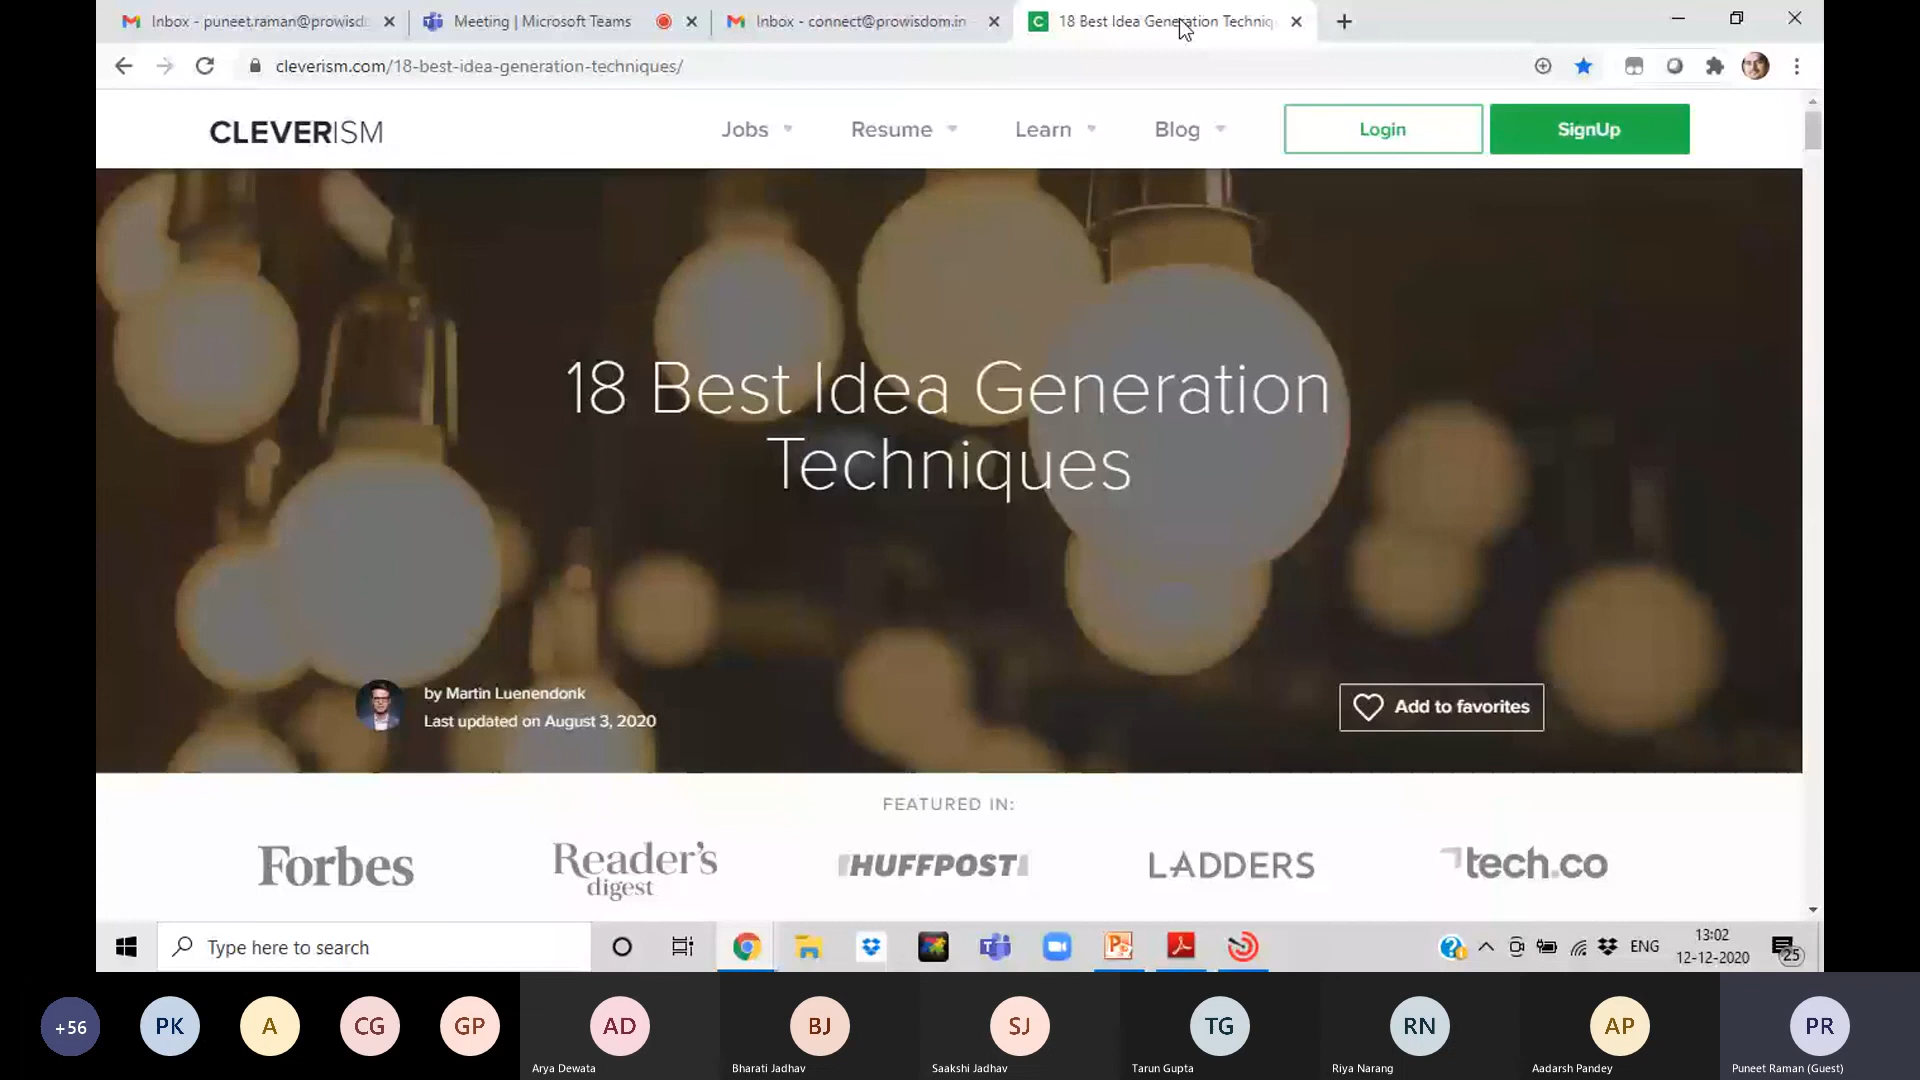 Inbox - puneet.raman@prowisd
Meeting | Microsoft Teams
Inbox - connect@prowisdom.in
18 Best Idea Generation Techniq
cleverism.com/18-best-idea-generation-techniques/
CLEVERISM
Jobs
Resume
Learn
Blog
Login
SignUp
18 Best Idea Generation
Techniques
by Martin Luenendonk
Last updated on August 3, 2020
Add to favorites
FEATURED IN:
Forbes
Reader's
digest
HUFFPOST
LADDERS
tech.co
Type here to search
ENG
13:02
12-12-2020
25
+56
PK
A
CG
GP
AD
BJ
SJ
TG
RN
AP
PR
Arya Dewata
Bharati Jadhav
Saakshi Jadhav
Tarun Gupta
Riya Narang
Aadarsh Pandey
Puneet Raman (Guest)